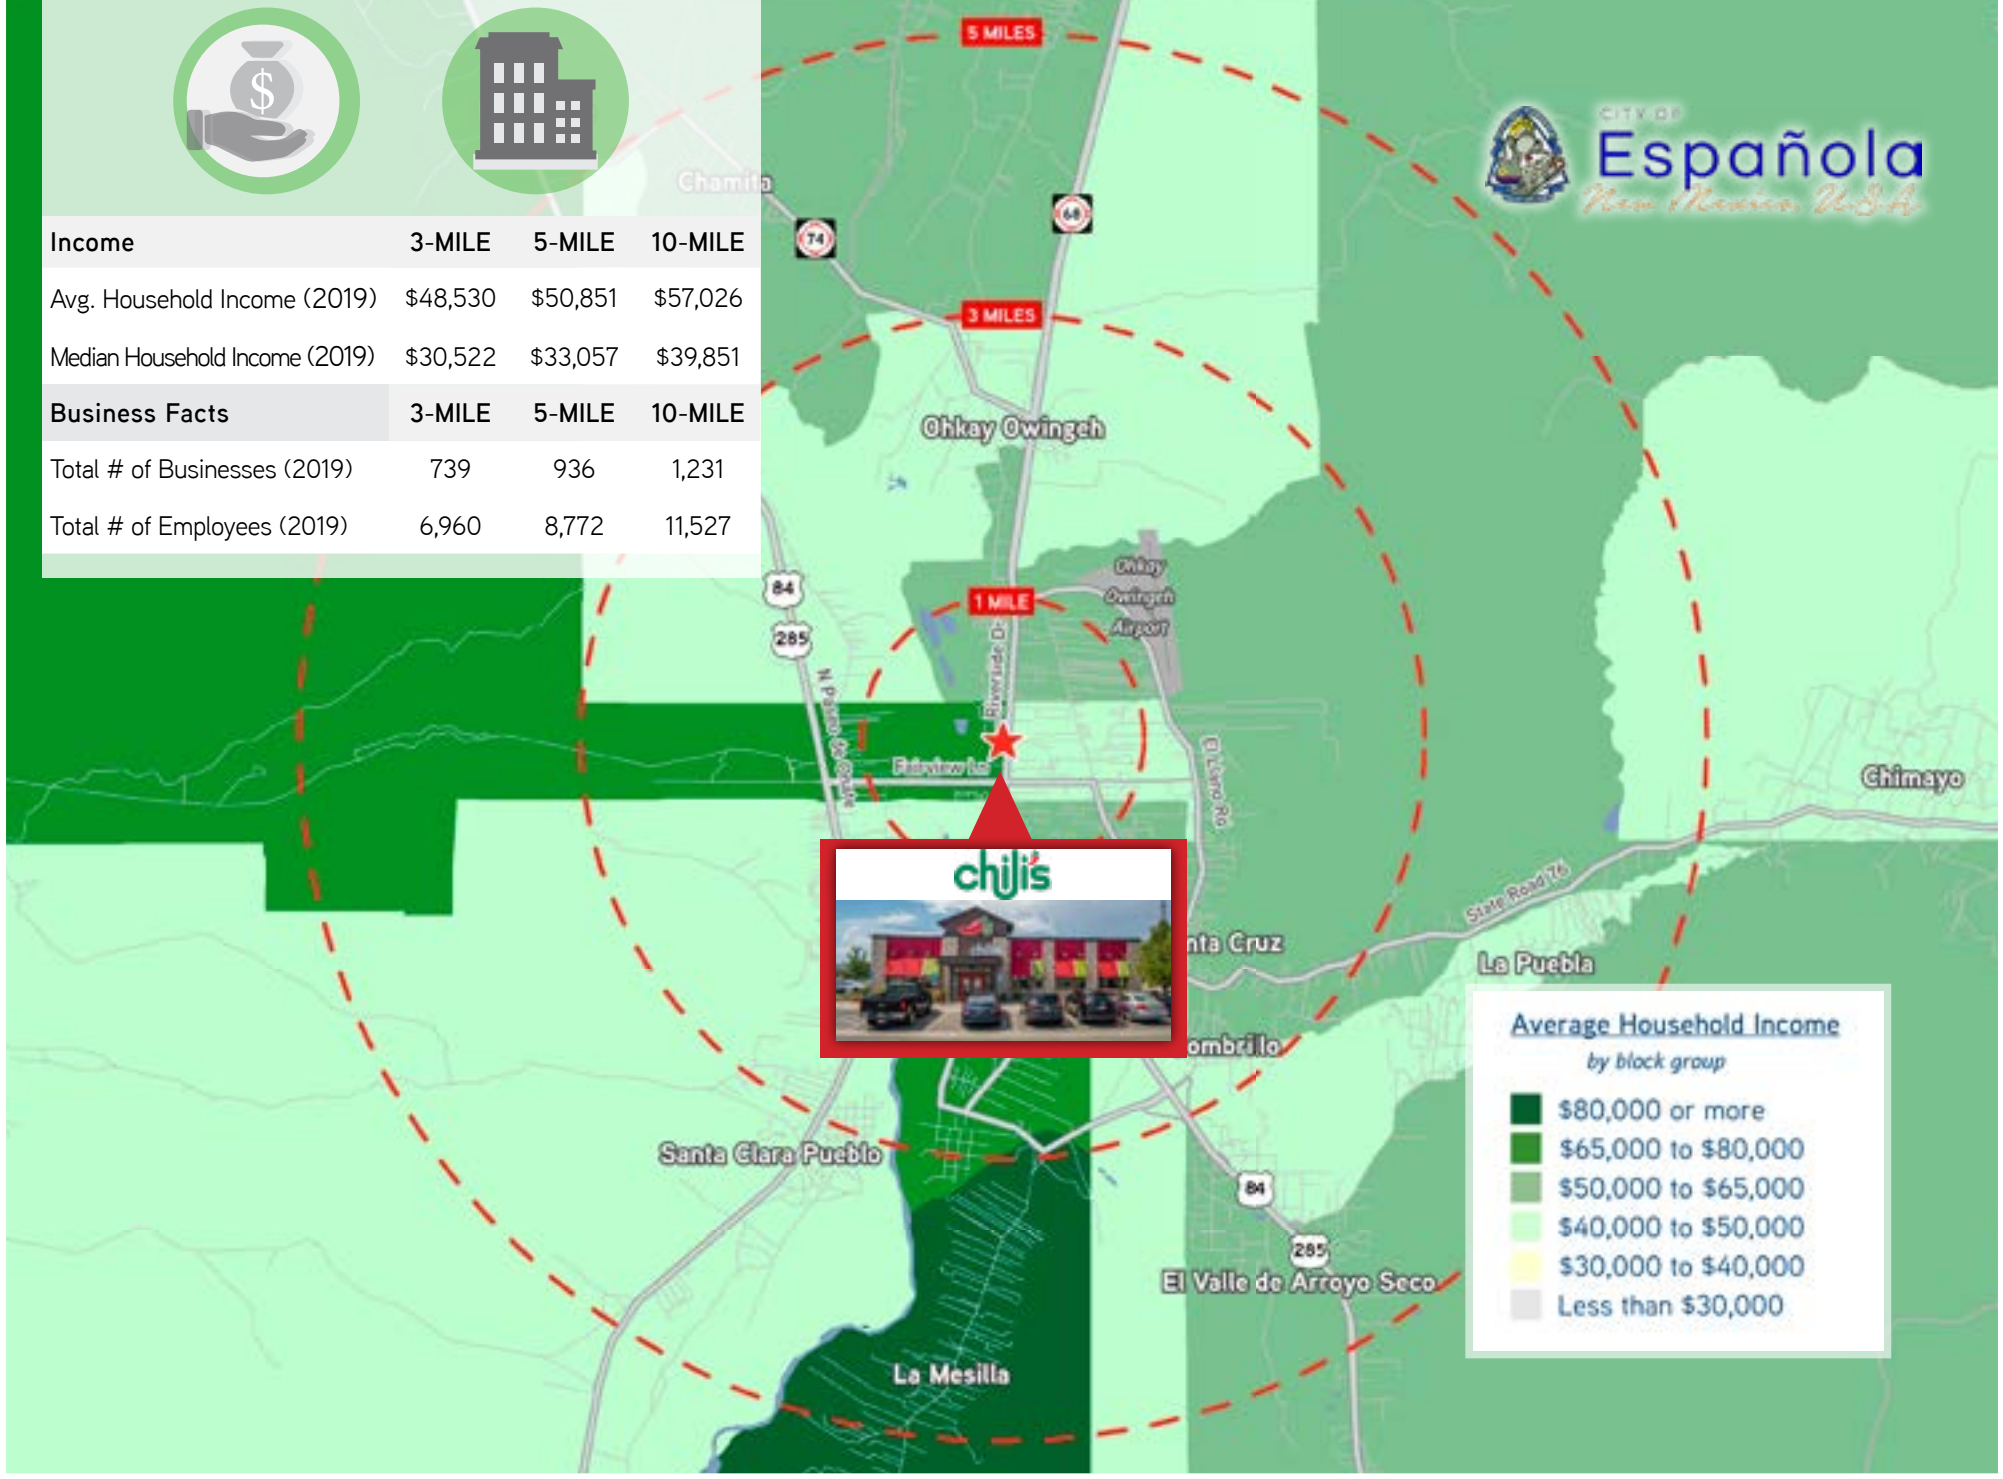 5 MILES
CITY OF
Española
New Mexico, U.S.A.
Chamita
68
74
Income 3-MILE 5-MILE 10-MILE
Avg. Household Income (2019) $48,530 $50,851 $57,026
Median Household Income (2019) $30,522 $33,057 $39,851
Business Facts 3-MILE 5-MILE 10-MILE
Total # of Businesses (2019) 739 936 1,231
Total # of Employees (2019) 6,960 8,772 11,527
$
3 MILES
Ohkay Owingeh
Ohkay
Owingeh
Airport
84
1 MILE
285
N Paseo de Oñate
Riverside D
Fairview Ln
El Llano Rd
Chimayo
chili's
State Road 76
nta Cruz
La Puebla
ombrillo
Santa Clara Pueblo
84
285
El Valle de Arroyo Seco
La Mesilla
Average Household Income
by block group
$80,000 or more
$65,000 to $80,000
$50,000 to $65,000
$40,000 to $50,000
$30,000 to $40,000
Less than $30,000